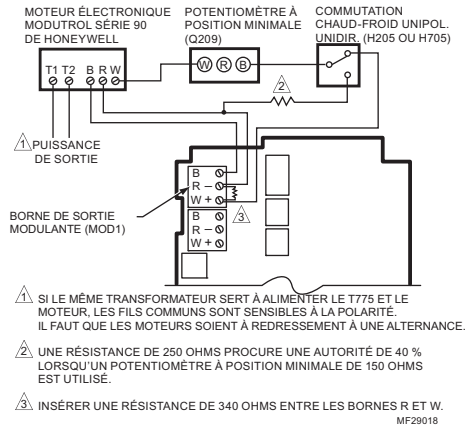 MOTEUR ÉLECTRONIQUE
MODUTROL SÉRIE 90
DE HONEYWELL
POTENTIOMÈTRE À
POSITION MINIMALE
(Q209)
COMMUTATION
CHAUD-FROID UNIPOL.
UNIDIR. (H205 OU H705)
T1 T2 B R W
W R B
2
1 PUISSANCE
DE SORTIE
B
R –
W +
3
BORNE DE SORTIE
MODULANTE (MOD1)
B
R –
W +
1 SI LE MÊME TRANSFORMATEUR SERT À ALIMENTER LE T775 ET LE
MOTEUR, LES FILS COMMUNS SONT SENSIBLES À LA POLARITÉ.
IL FAUT QUE LES MOTEURS SOIENT À REDRESSEMENT À UNE ALTERNANCE.
2 UNE RÉSISTANCE DE 250 OHMS PROCURE UNE AUTORITÉ DE 40 %
LORSQU'UN POTENTIOMÈTRE À POSITION MINIMALE DE 150 OHMS
EST UTILISÉ.
3 INSÉRER UNE RÉSISTANCE DE 340 OHMS ENTRE LES BORNES R ET W.
MF29018